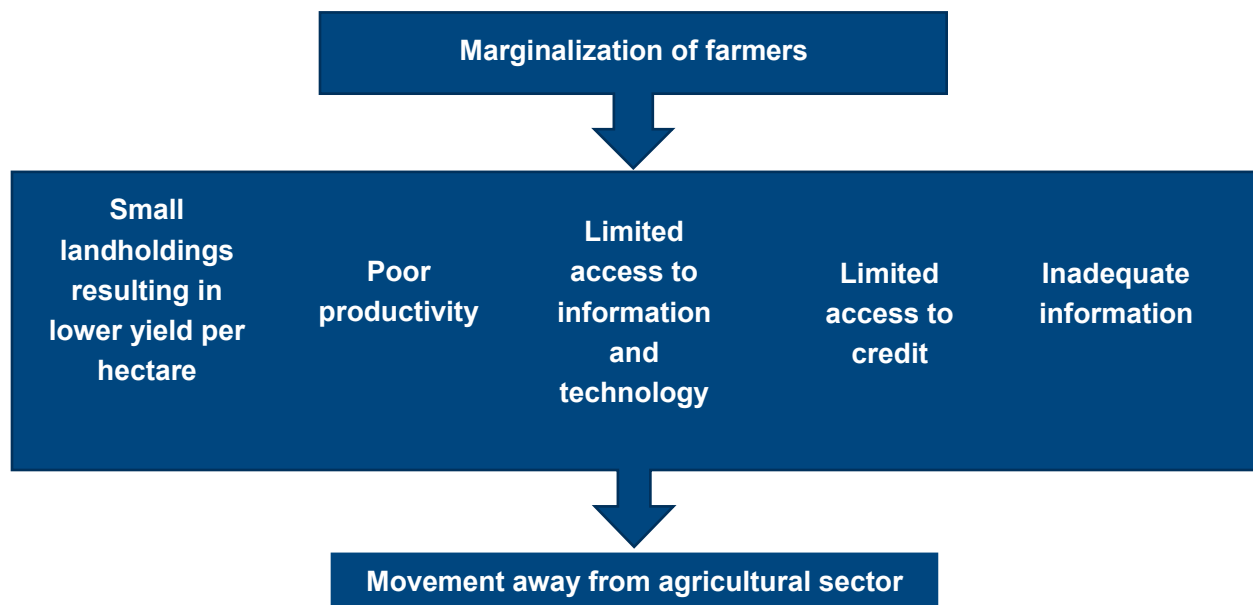 Marginalization of farmers
Small
landholdings
resulting in
lower yield per
hectare
Poor
productivity
Limited
access to
information
and
technology
Limited
access to
credit
Inadequate
information
Movement away from agricultural sector